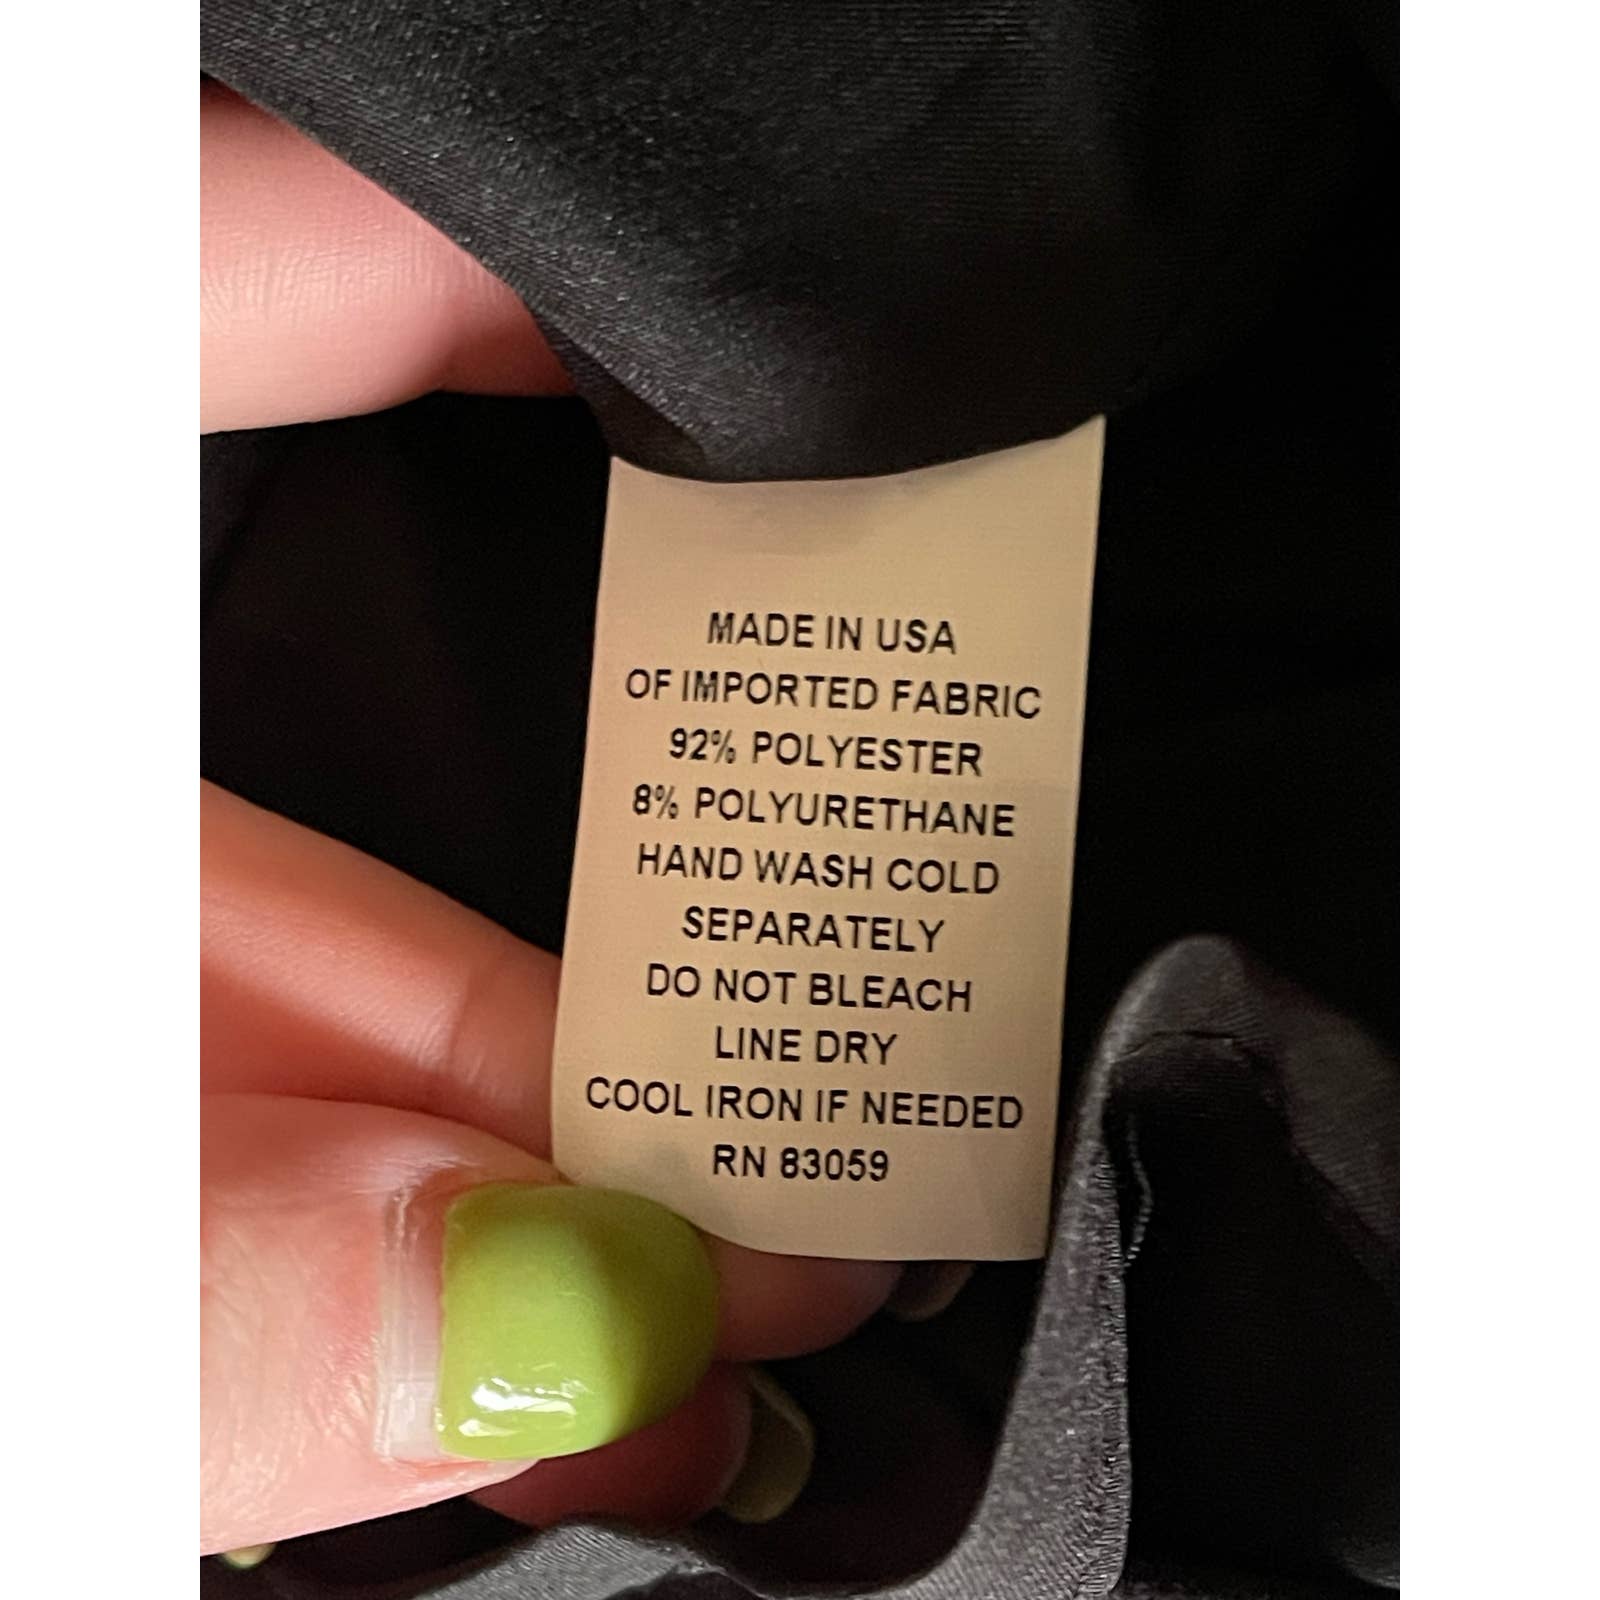 MADE IN USA
OF IMPORTED FABRIC
92% POLYESTER
8% POLYURETHANE
HAND WASH COLD
SEPARATELY
DO NOT BLEACH
LINE DRY
COOL IRON IF NEEDED
RN 83059